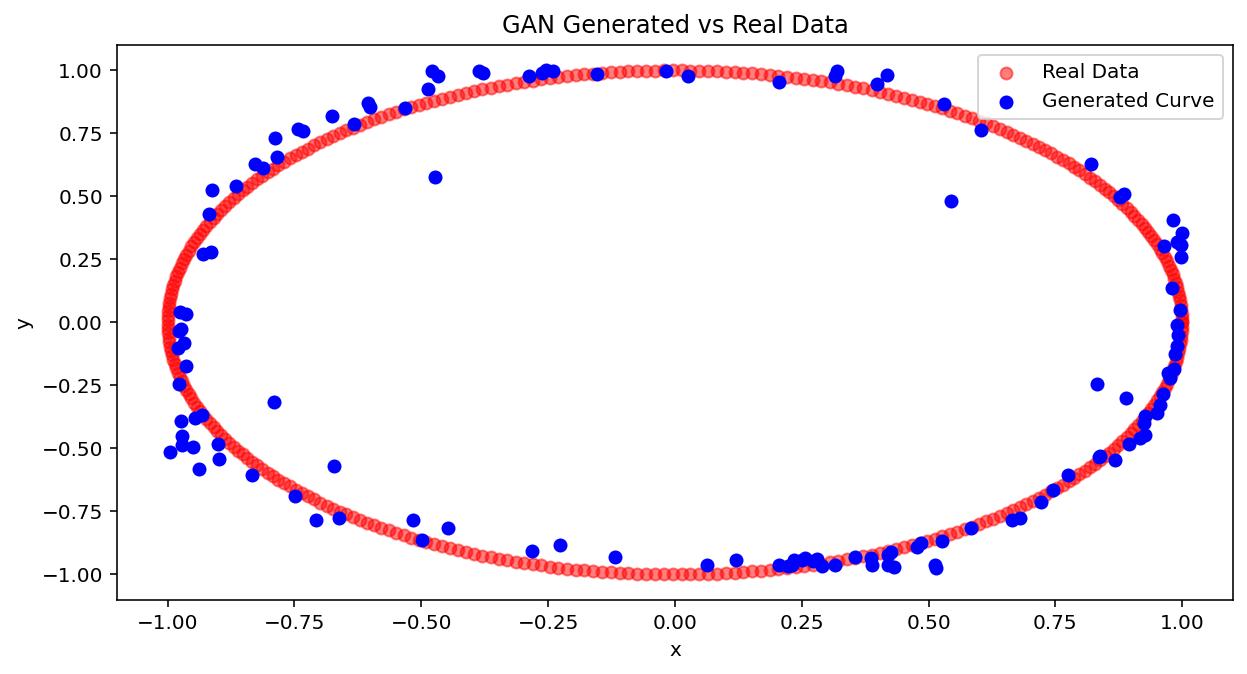 GAN Generated vs Real Data
Real Data
Generated Curve
1.00
0.75
0.50
0.25
0.00
−0.25
−0.50
−0.75
−1.00
y
−1.00 −0.75 −0.50 −0.25 0.00 0.25 0.50 0.75 1.00
x